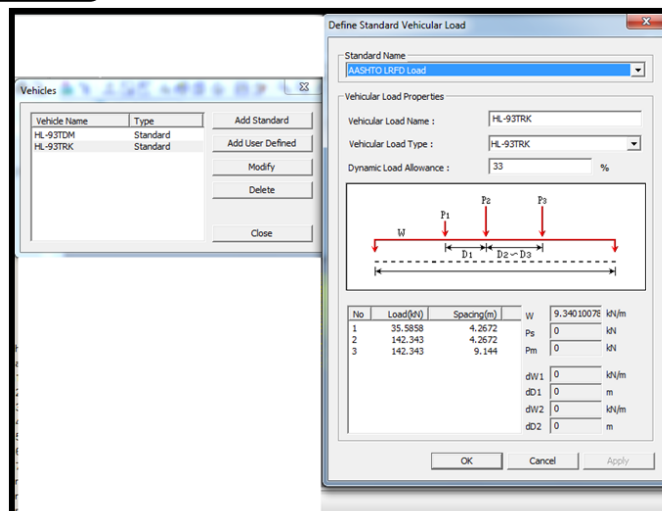 Define Standard Vehicular Load
Standard Name
AASHTO LRFD Load
Vehicular Load Properties
Vehicular Load Name : HL-93TRK
Vehicular Load Type : HL-93TRK
Dynamic Load Allowance : 33 %
P1 P2 P3
W
D1 D2~D3
No Load(kN) Spacing(m)
1 35.5858 4.2672
2 142.343 4.2672
3 142.343 9.144
W 9.34010078 kN/m
Ps 0 kN
Pm 0 kN
dW1 0 kN/m
dD1 0 m
dW2 0 kN/m
dD2 0 m
OK Cancel Apply
Vehicles
Vehicle Name Type
HL-93TDM Standard
HL-93TRK Standard
Add Standard
Add User Defined
Modify
Delete
Close